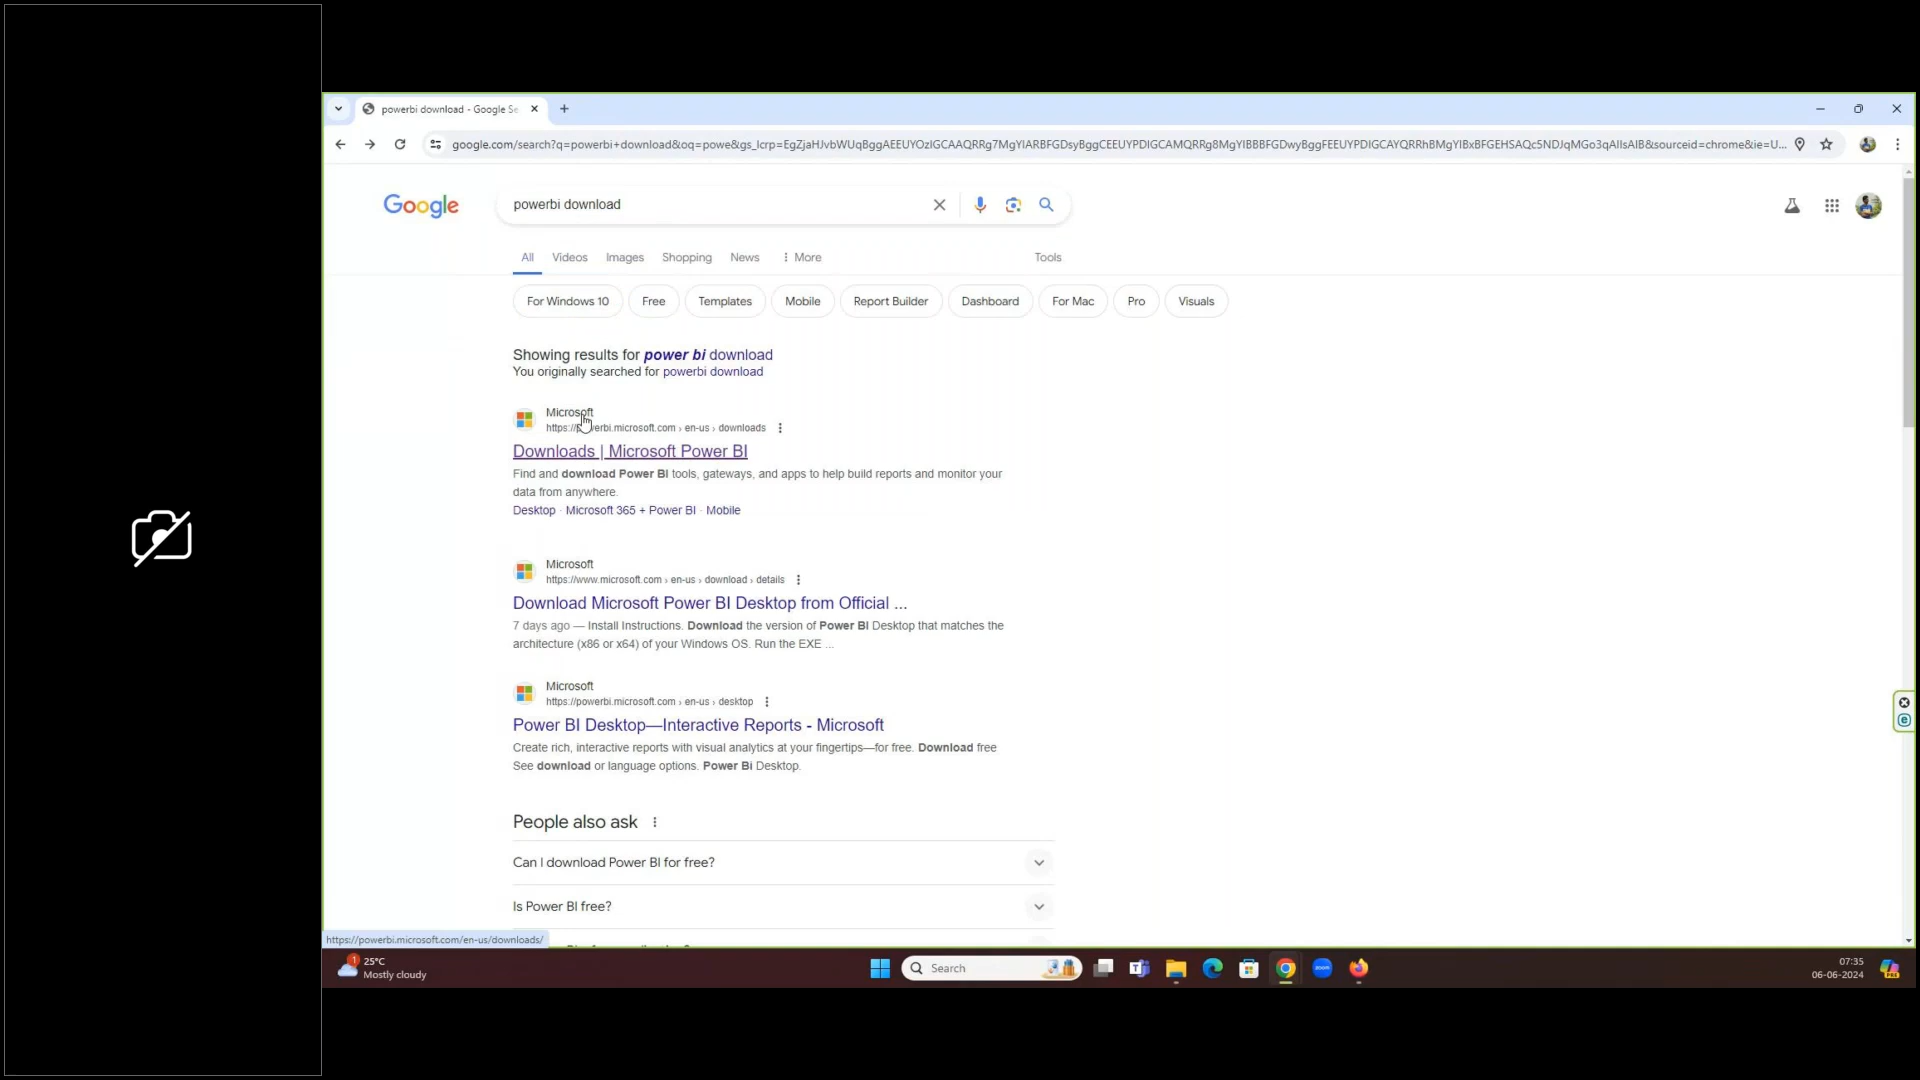 powerbi download - Google Se
google.com/search?q=powerbi+download&oq=powe&gs_lcrp=EgZjaHJvbWUqBggAEEUYOzIGCAAQRRg7MgYIARBFGDsyBggCEEUYPDIGCAMQRRg8MgYIBBBFGDwyBggFEEUYPDIGCAYQRRhBMgYIBxBFGEHSAQc5NDJqMGo3qAIIsAIB&sourceid=chrome&ie=U...
Google
powerbi download
All Videos Images Shopping News More Tools
For Windows 10 Free Templates Mobile Report Builder Dashboard For Mac Pro Visuals
Showing results for power bi download
You originally searched for powerbi download
Microsoft
https://powerbi.microsoft.com › en-us › downloads
Downloads | Microsoft Power BI
Find and download Power BI tools, gateways, and apps to help build reports and monitor your
data from anywhere.
Desktop · Microsoft 365 + Power BI · Mobile
Microsoft
https://www.microsoft.com › en-us › download › details
Download Microsoft Power BI Desktop from Official ...
7 days ago — Install Instructions. Download the version of Power BI Desktop that matches the
architecture (x86 or x64) of your Windows OS. Run the EXE ...
Microsoft
https://powerbi.microsoft.com › en-us › desktop
Power BI Desktop—Interactive Reports - Microsoft
Create rich, interactive reports with visual analytics at your fingertips—for free. Download free
See download or language options. Power Bi Desktop.
People also ask
Can I download Power BI for free?
Is Power BI free?
https://powerbi.microsoft.com/en-us/downloads/
1
25°C
Mostly cloudy
Search
zoom
07:35
06-06-2024